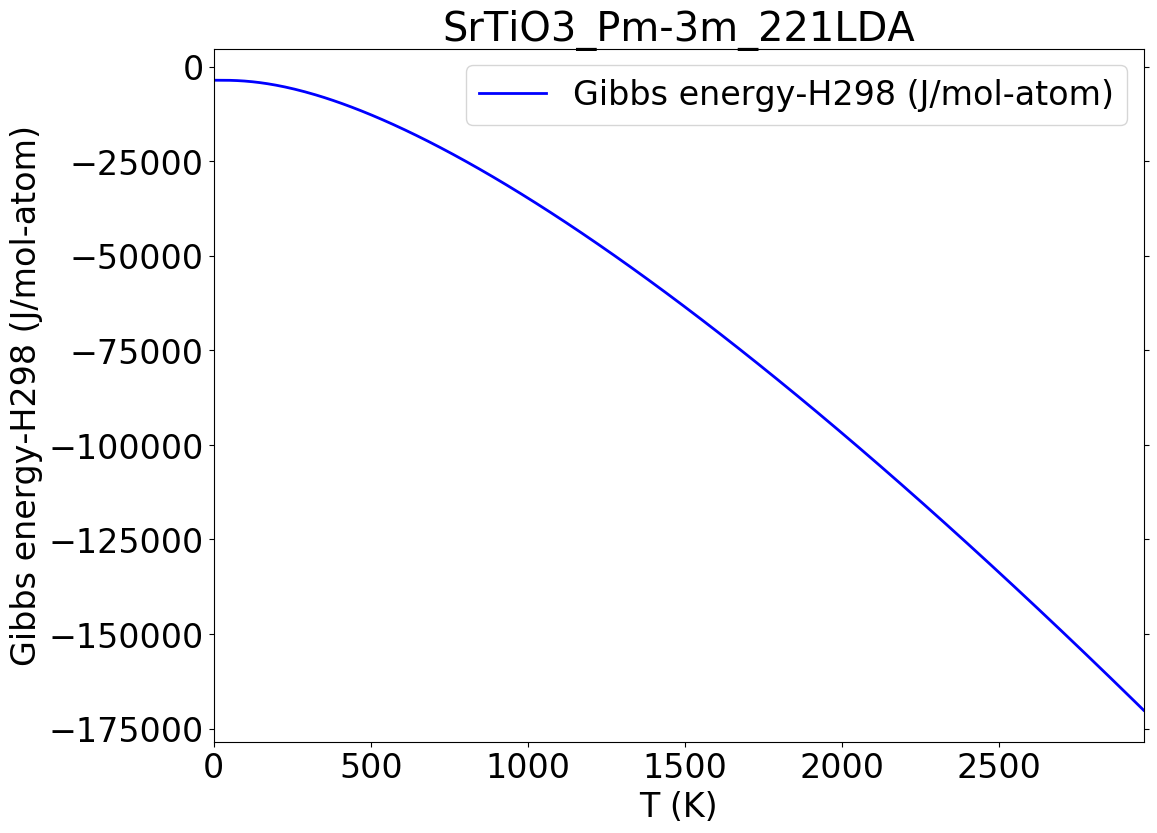 SrTiO3_Pm-3m_221LDA
Gibbs energy-H298 (J/mol-atom)
Gibbs energy-H298 (J/mol-atom)
0
−25000
−50000
−75000
−100000
−125000
−150000
−175000
0 500 1000 1500 2000 2500
T (K)